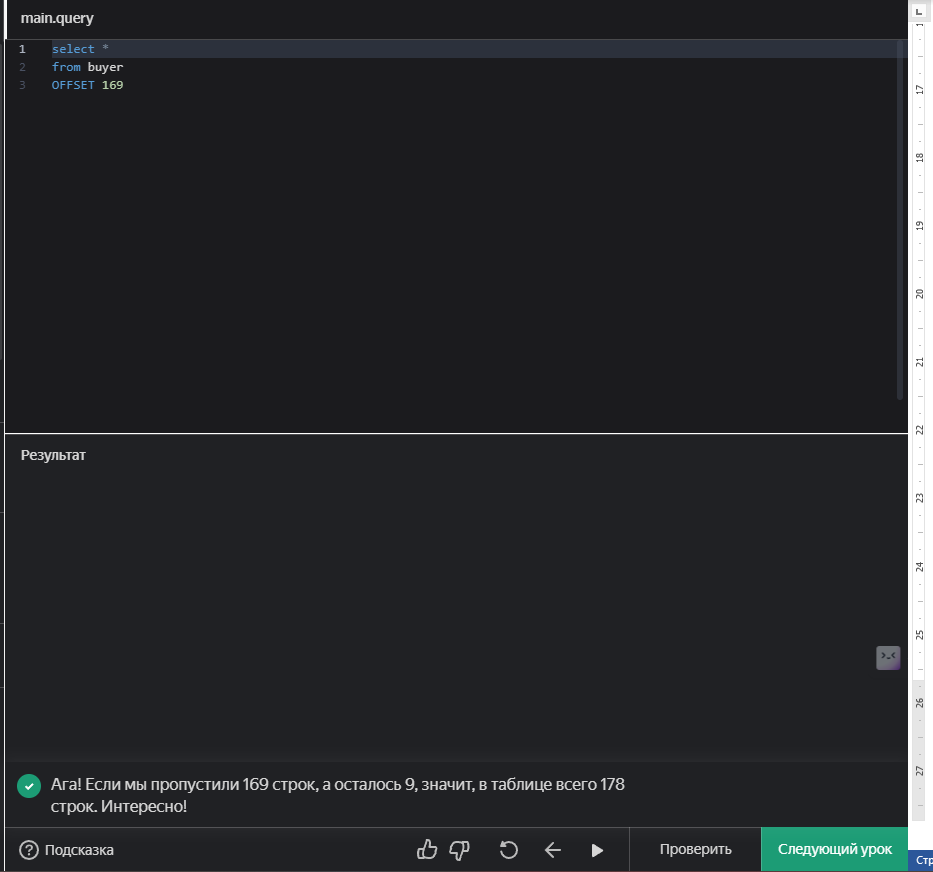 main.query
1 select *
2 from buyer
3 OFFSET 169
Результат
Ага! Если мы пропустили 169 строк, а осталось 9, значит, в таблице всего 178
строк. Интересно!
Подсказка
Проверить
Следующий урок
17
18
19
20
21
22
23
24
25
26
27
Стр